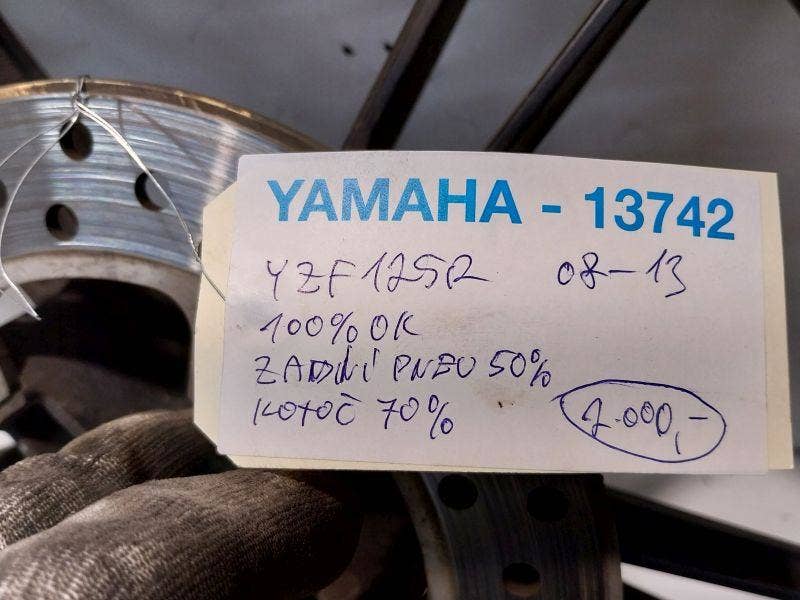 YAMAHA - 13742
YZF125R 08-13
100% OK
ZADNÍ PNEU 50%
KOTOČ 70%
2.000,-